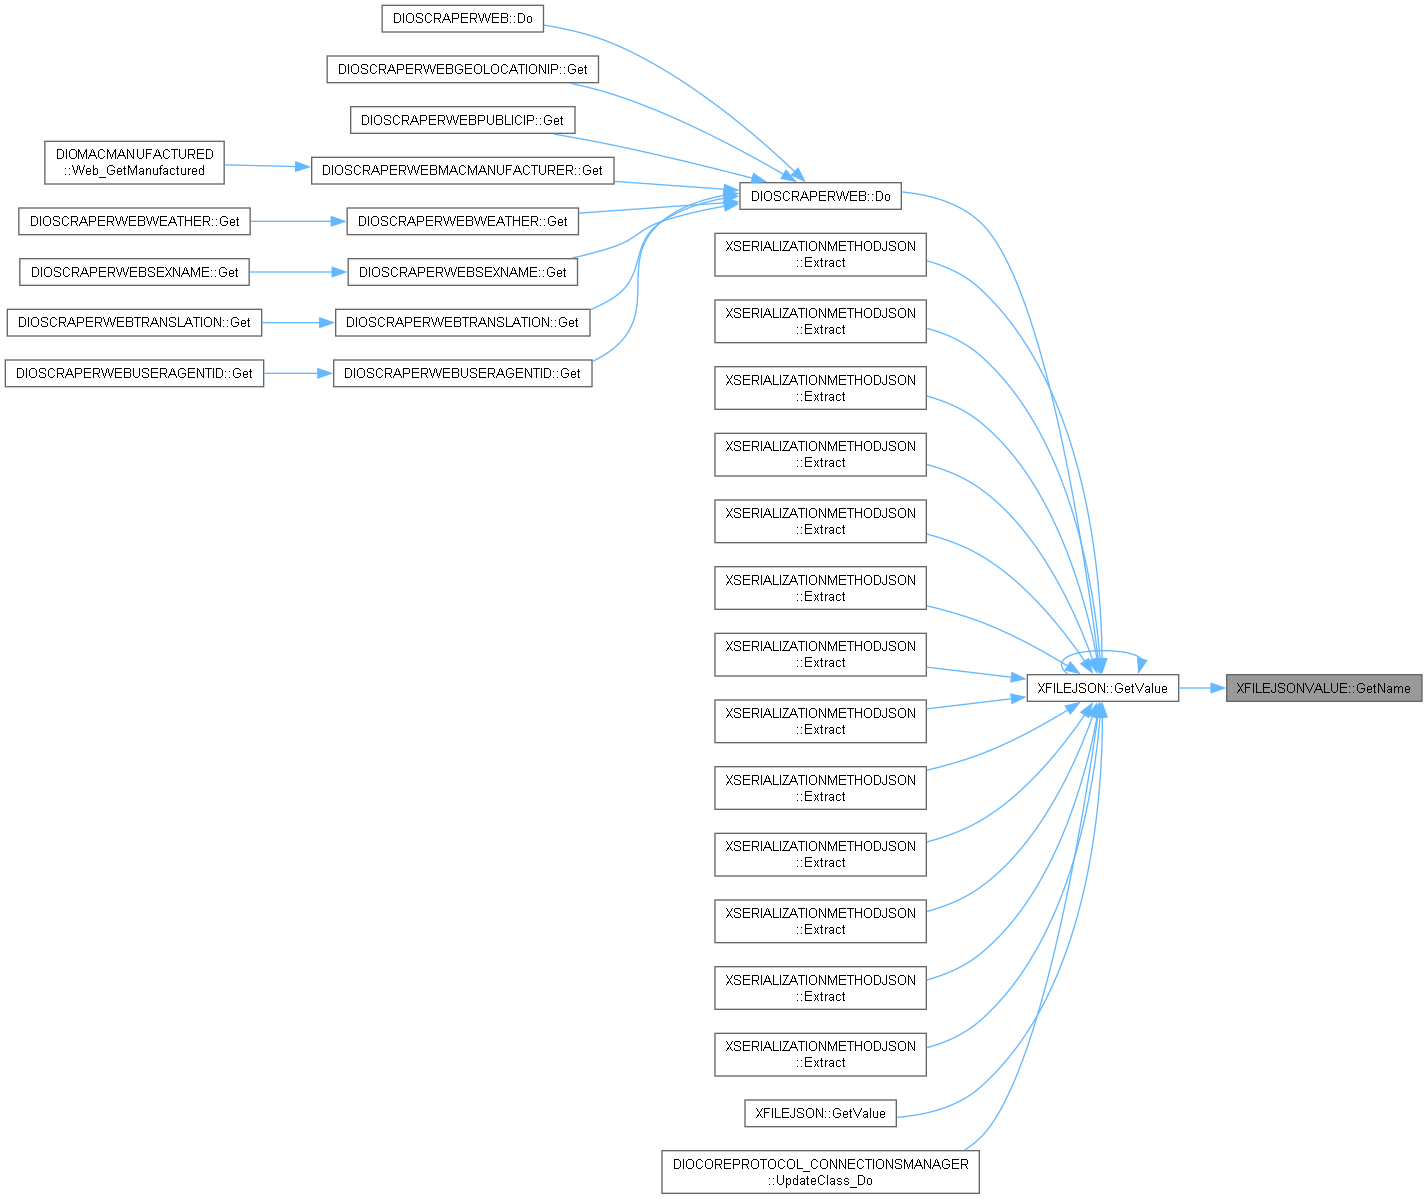 DIOSCRAPERWEB::Do
DIOSCRAPERWEBGEOLOCATIONIP::Get
DIOSCRAPERWEBPUBLICIP::Get
DIOMACMANUFACTURED
::Web_GetManufactured
DIOSCRAPERWEBMACMANUFACTURER::Get
DIOSCRAPERWEBWEATHER::Get
DIOSCRAPERWEBWEATHER::Get
DIOSCRAPERWEBSEXNAME::Get
DIOSCRAPERWEBSEXNAME::Get
DIOSCRAPERWEBTRANSLATION::Get
DIOSCRAPERWEBTRANSLATION::Get
DIOSCRAPERWEBUSERAGENTID::Get
DIOSCRAPERWEBUSERAGENTID::Get
DIOSCRAPERWEB::Do
XSERIALIZATIONMETHODJSON
::Extract
XSERIALIZATIONMETHODJSON
::Extract
XSERIALIZATIONMETHODJSON
::Extract
XSERIALIZATIONMETHODJSON
::Extract
XSERIALIZATIONMETHODJSON
::Extract
XSERIALIZATIONMETHODJSON
::Extract
XSERIALIZATIONMETHODJSON
::Extract
XSERIALIZATIONMETHODJSON
::Extract
XSERIALIZATIONMETHODJSON
::Extract
XSERIALIZATIONMETHODJSON
::Extract
XSERIALIZATIONMETHODJSON
::Extract
XSERIALIZATIONMETHODJSON
::Extract
XSERIALIZATIONMETHODJSON
::Extract
XFILEJSON::GetValue
DIOCOREPROTOCOL_CONNECTIONSMANAGER
::UpdateClass_Do
XFILEJSON::GetValue
XFILEJSONVALUE::GetName